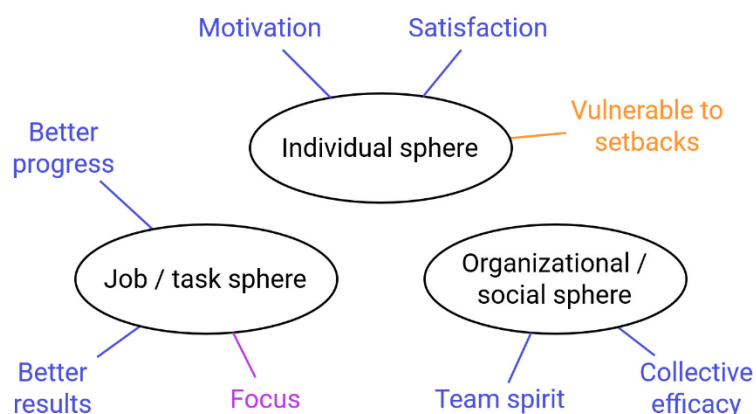 Motivation
Satisfaction
Vulnerable to
setbacks
Individual sphere
Better
progress
Job / task sphere
Organizational /
social sphere
Better
results
Focus
Team spirit
Collective
efficacy